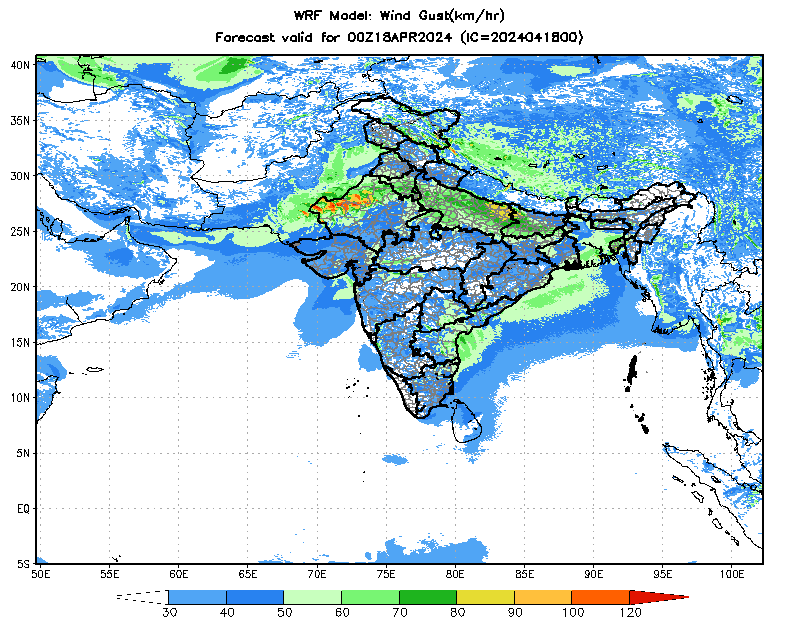 WRF Model: Wind Gust(km/hr)
Forecast valid for 00Z18APR2024 (IC=2024041800)
40N
35N
30N
25N
20N
15N
10N
5N
EQ
5S
50E 55E 60E 65E 70E 75E 80E 85E 90E 95E 100E
30 40 50 60 70 80 90 100 120